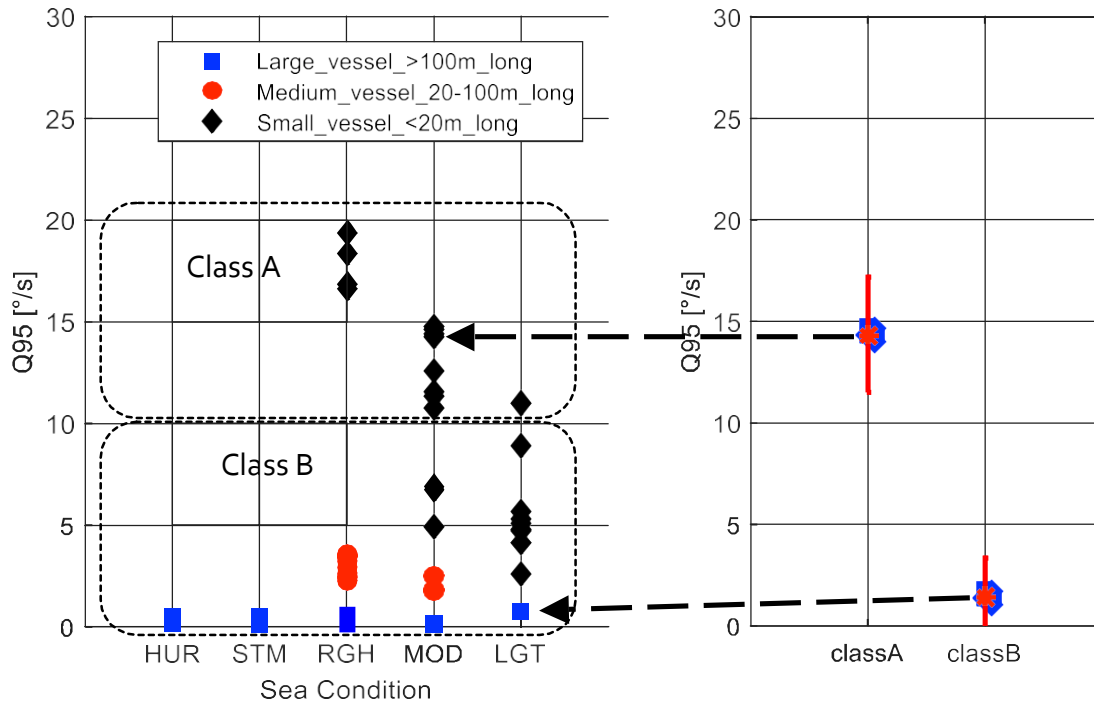 30
25
20
15
10
5
0
Q95 [°/s]
Large_vessel_>100m_long
Medium_vessel_20-100m_long
Small_vessel_<20m_long
Class A
Class B
HUR STM RGH MOD LGT
Sea Condition
30
25
20
15
10
5
0
Q95 [°/s]
classA classB